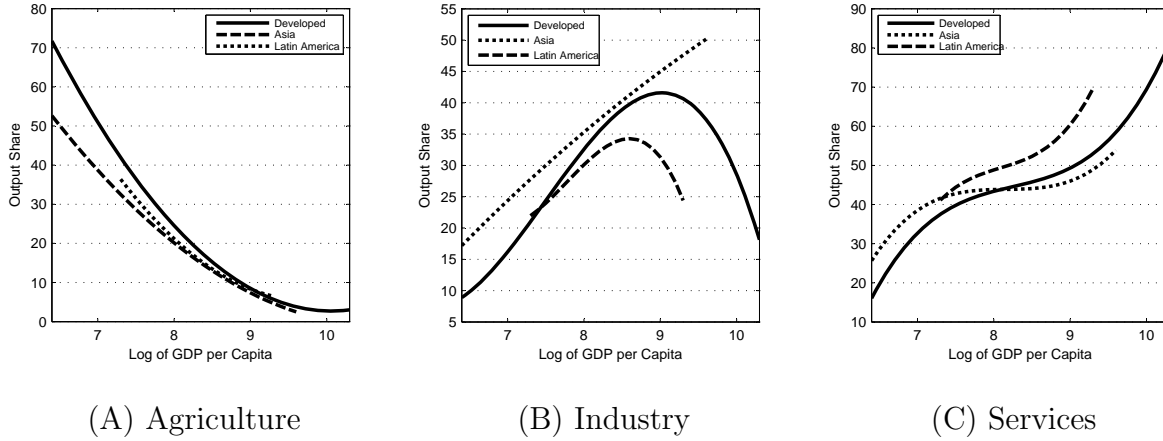 80
70
60
50
40
30
20
10
0
Output Share
7 8 9 10
Log of GDP per Capita
Developed
Asia
Latin America
(A) Agriculture
55
50
45
40
35
30
25
20
15
10
5
Output Share
7 8 9 10
Log of GDP per Capita
Developed
Asia
Latin America
(B) Industry
90
80
70
60
50
40
30
20
10
Output Share
7 8 9 10
Log of GDP per Capita
Developed
Asia
Latin America
(C) Services